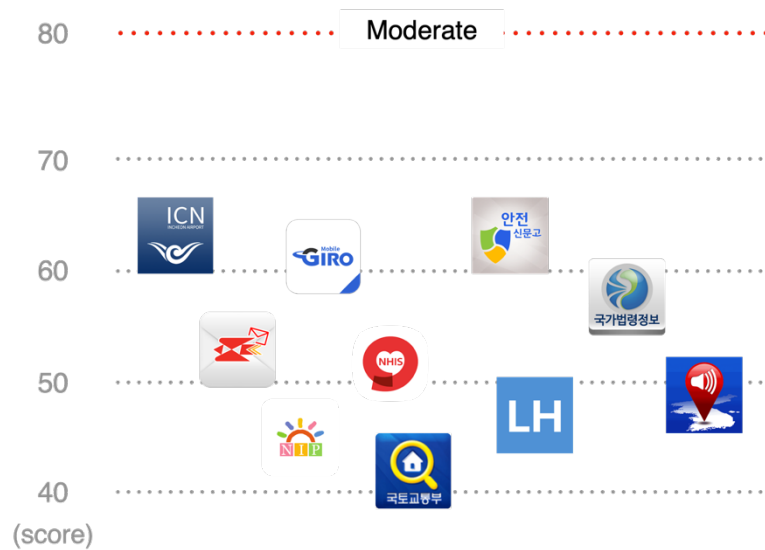 80
Moderate
70
ICN
INCHEON AIRPORT
Mobile
GIRO
안전
신문고
60
국가법령정보
NHIS
50
LH
NIP
국토교통부
40
(score)